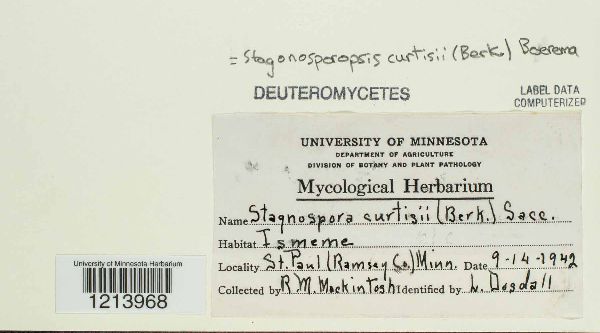 = Stagonosporopsis curtisii (Berk.) Boerema
DEUTEROMYCETES
LABEL DATA
COMPUTERIZED
UNIVERSITY OF MINNESOTA
DEPARTMENT OF AGRICULTURE
DIVISION OF BOTANY AND PLANT PATHOLOGY
Mycological Herbarium
Name Stagnospora curtisii (Berk.) Sacc.
Habitat Ismeme
Locality St. Paul (Ramsey Co.) Minn. Date 9-14-1942
Collected by R.M. Mackintosh Identified by L. Dosdall
University of Minnesota Herbarium
1213968